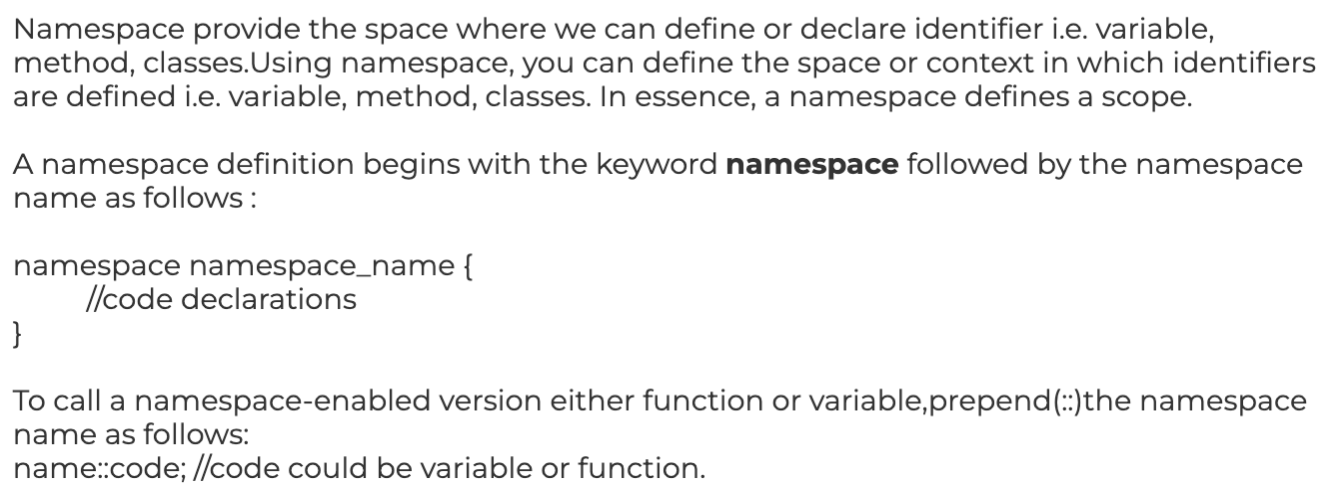 Namespace provide the space where we can define or declare identifier i.e. variable,
method, classes.Using namespace, you can define the space or context in which identifiers
are defined i.e. variable, method, classes. In essence, a namespace defines a scope.
A namespace definition begins with the keyword namespace followed by the namespace
name as follows :
namespace namespace_name {
//code declarations
}
To call a namespace-enabled version either function or variable,prepend(::)the namespace
name as follows:
name::code; //code could be variable or function.